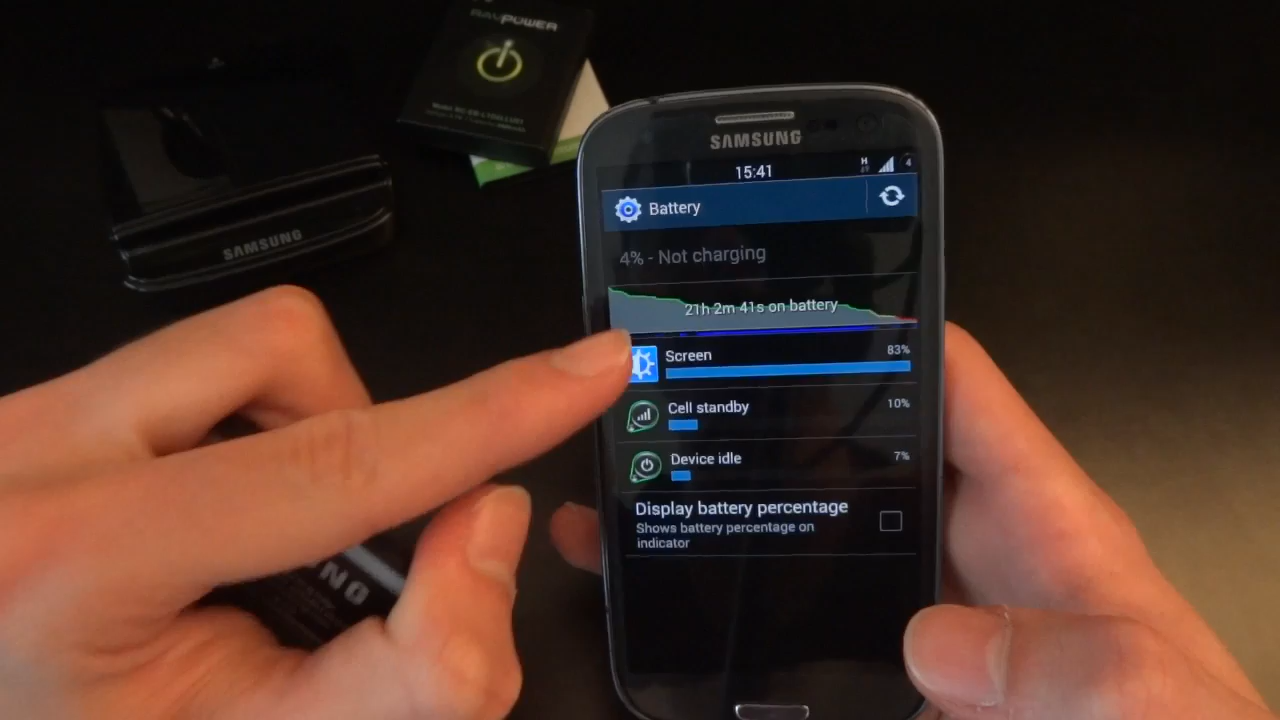 RAVPOWER
SAMSUNG
SAMSUNG
H
4
15:41
Battery
4% - Not charging
21h 2m 41s on battery
Screen
83%
Cell standby
10%
Device idle
7%
Display battery percentage
Shows battery percentage on
indicator